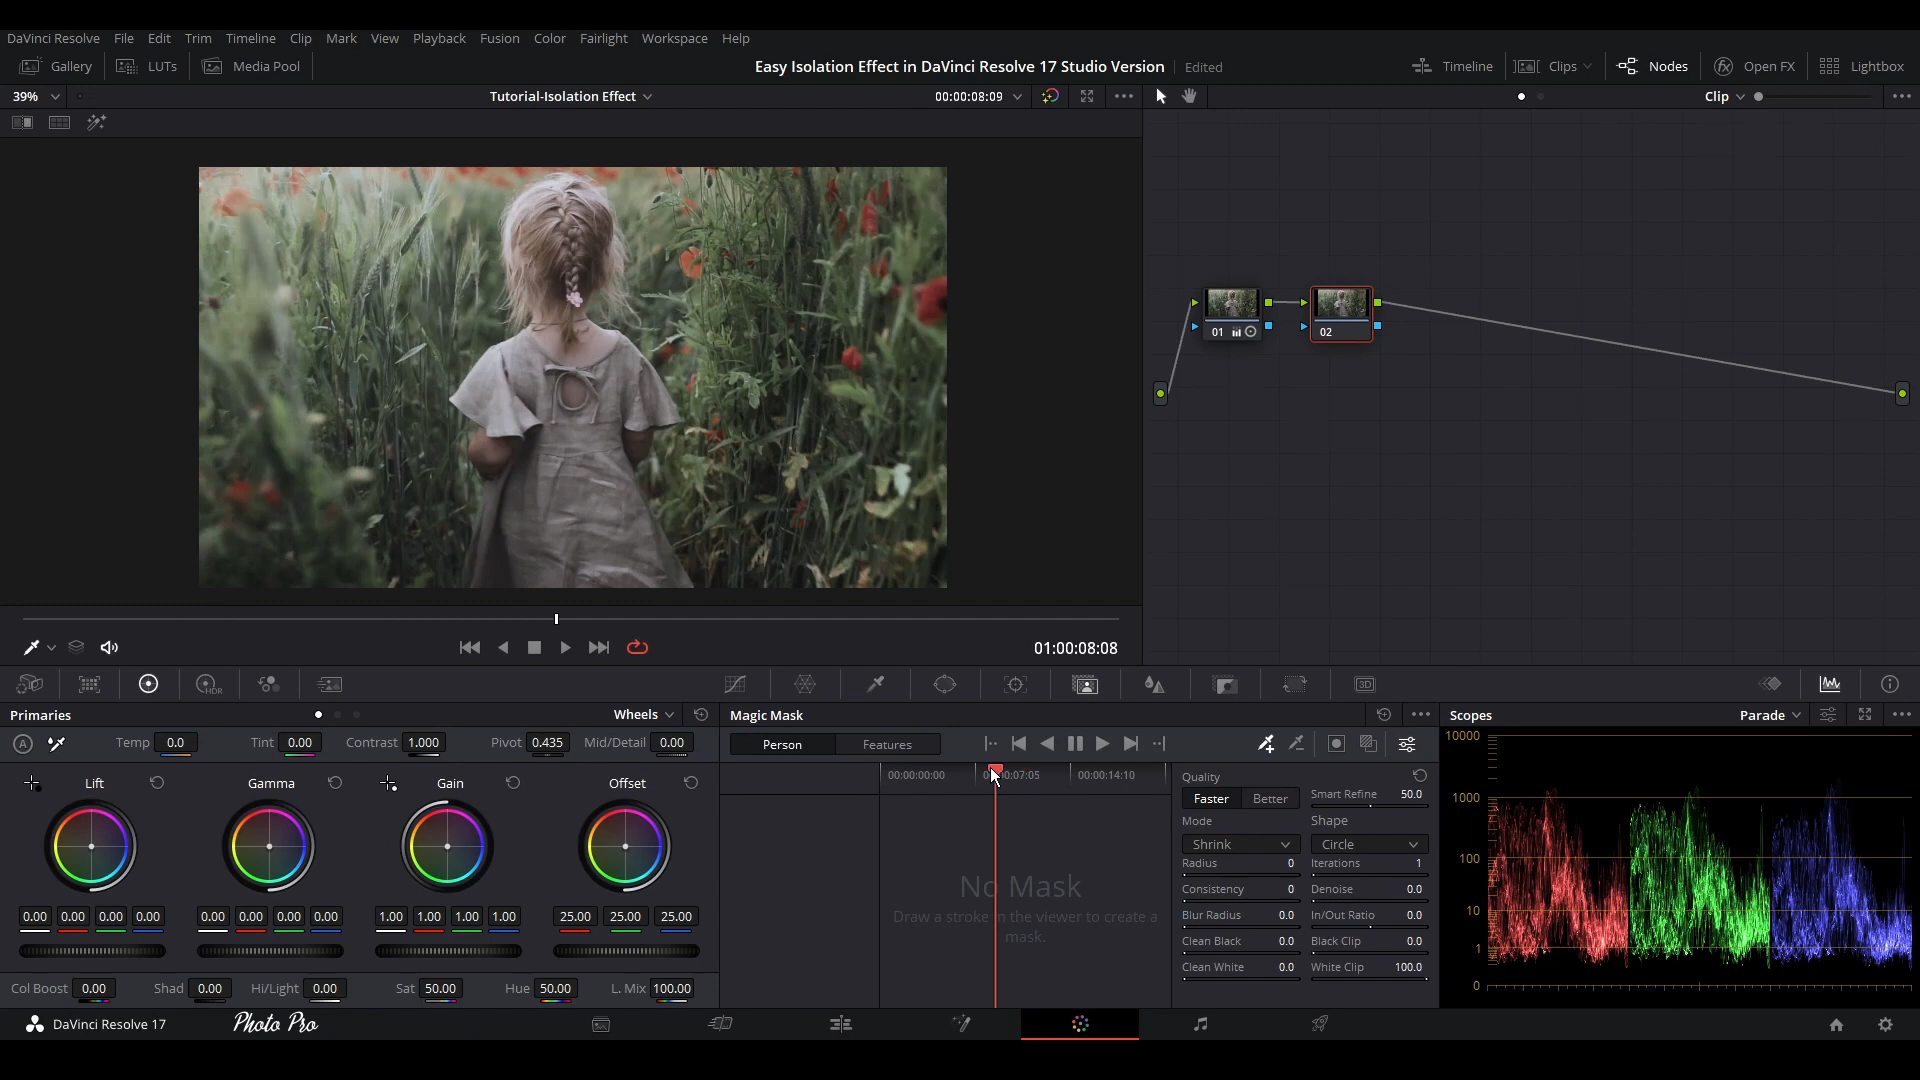 DaVinci Resolve File Edit Trim Timeline Clip Mark View Playback Fusion Color Fairlight Workspace Help
Gallery LUTs Media Pool Easy Isolation Effect in DaVinci Resolve 17 Studio Version Edited Timeline Clips Nodes Open FX Lightbox
39% Tutorial-Isolation Effect 00:00:08:09 Clip
01 02
01:00:08:08
HDR 3D
Primaries Wheels Magic Mask Scopes Parade
A Temp 0.0 Tint 0.00 Contrast 1.000 Pivot 0.435 Mid/Detail 0.00 Person Features
Lift Gamma Gain Offset
0.00 0.00 0.00 0.00 0.00 0.00 0.00 0.00 1.00 1.00 1.00 1.00 25.00 25.00 25.00
Col Boost 0.00 Shad 0.00 Hi/Light 0.00 Sat 50.00 Hue 50.00 L. Mix 100.00
00:00:00:00 00:00:07:05 00:00:14:10
No Mask
Draw a stroke in the viewer to create a
mask.
Quality
Faster Better Smart Refine 50.0
Mode Shape
Shrink Circle
Radius 0 Iterations 1
Consistency 0 Denoise 0.0
Blur Radius 0.0 In/Out Ratio 0.0
Clean Black 0.0 Black Clip 0.0
Clean White 0.0 White Clip 100.0
10000
1000
100
10
1
0
DaVinci Resolve 17 Photo Pro